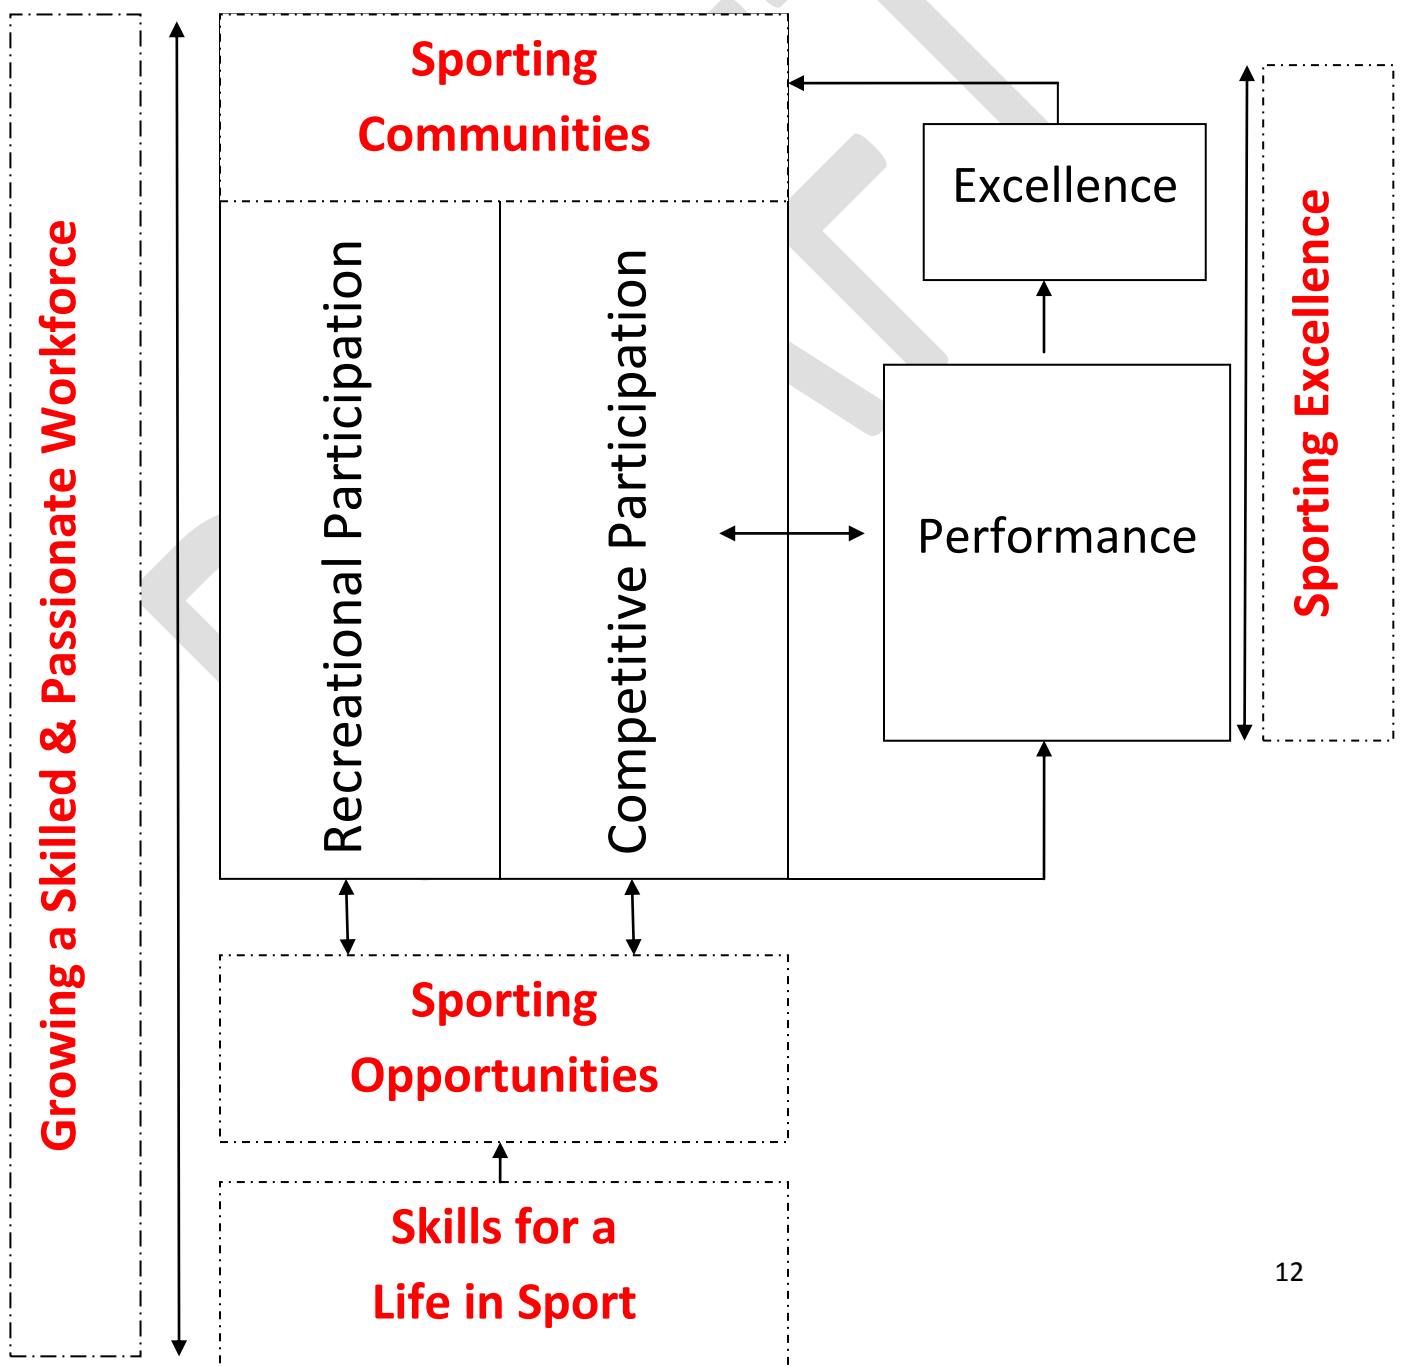 Growing a Skilled & Passionate Workforce
Sporting
Communities
Recreational Participation
Competitive Participation
Excellence
Performance
Sporting Excellence
Sporting
Opportunities
Skills for a
Life in Sport
12